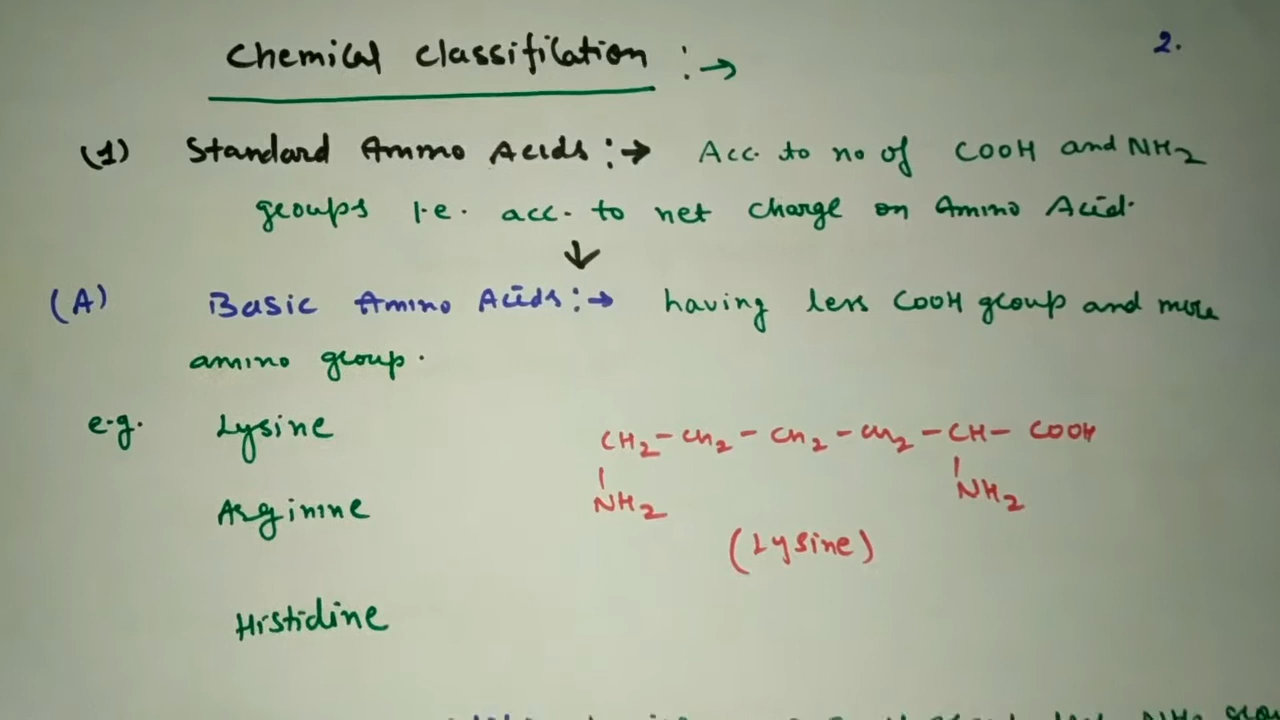 Chemical Classification :→
2.
(1) Standard Amino Acids :→ Acc. to no of COOH and NH2
groups i.e. acc. to net charge on Amino Acid.
↓
(A) Basic Amino Acids :→ having less COOH group and more
amino group.
e.g. Lysine
CH2-CH2-CH2-CH2-CH-COOH
NH2 NH2
Arginine
(Lysine)
Histidine